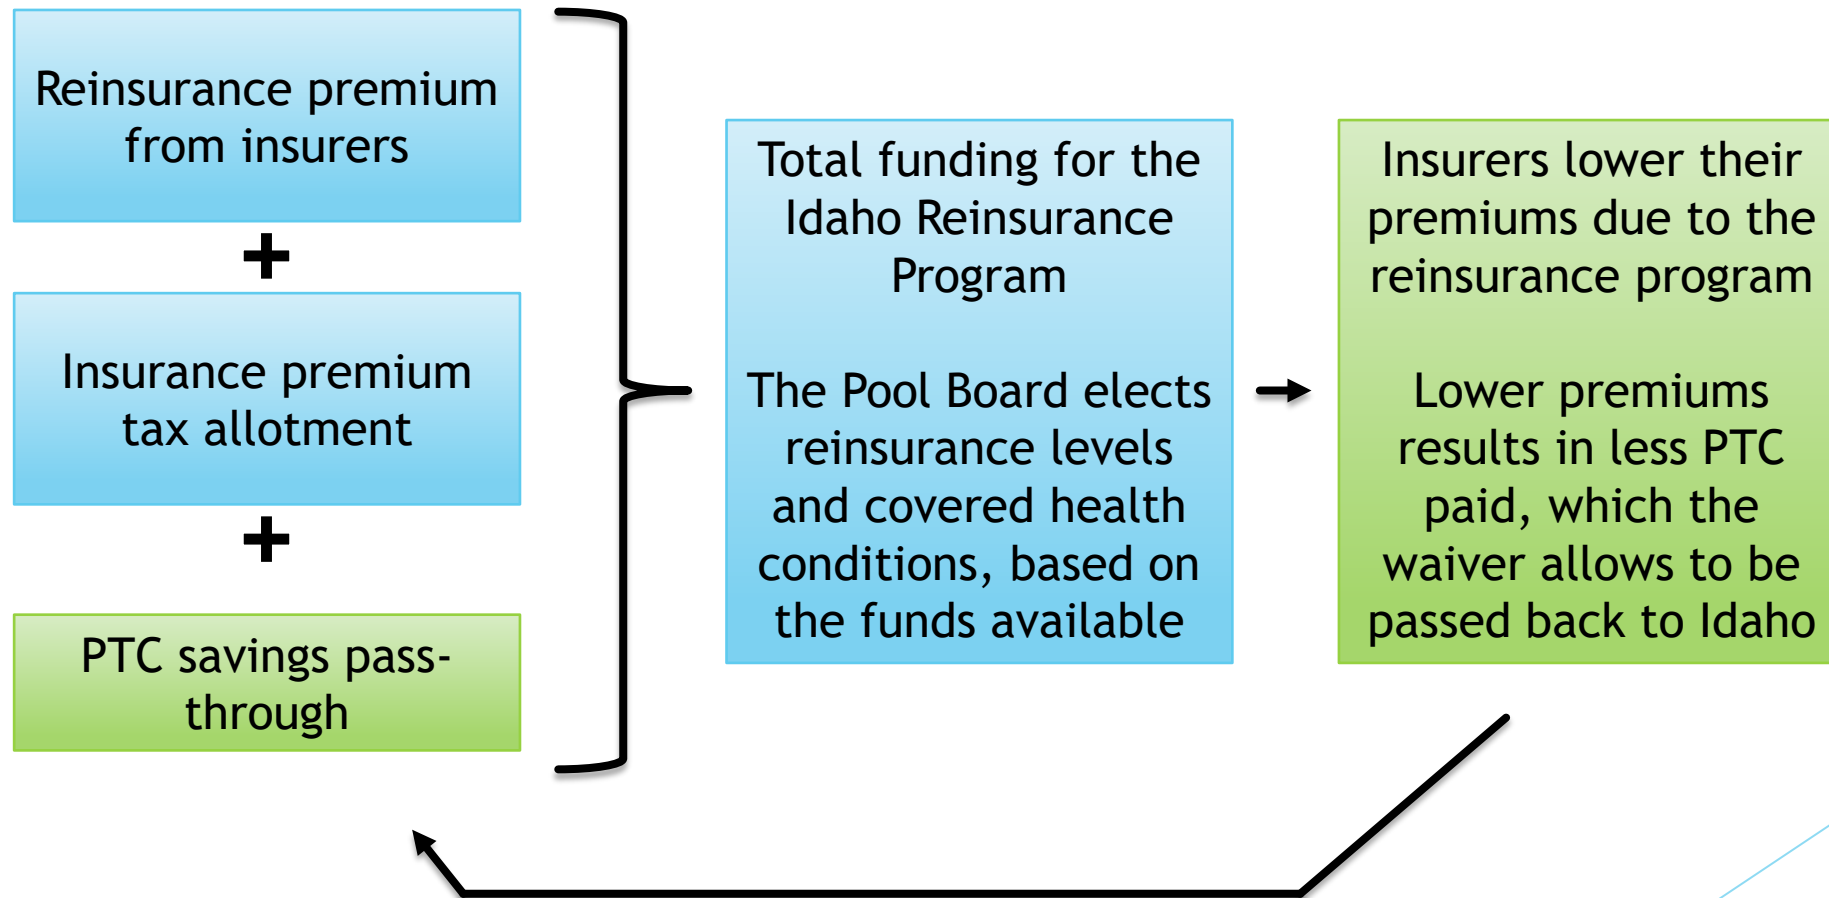 Reinsurance premium
from insurers
+
Insurance premium
tax allotment
+
PTC savings pass-
through
Total funding for the
Idaho Reinsurance
Program
The Pool Board elects
reinsurance levels
and covered health
conditions, based on
the funds available
Insurers lower their
premiums due to the
reinsurance program
Lower premiums
results in less PTC
paid, which the
waiver allows to be
passed back to Idaho